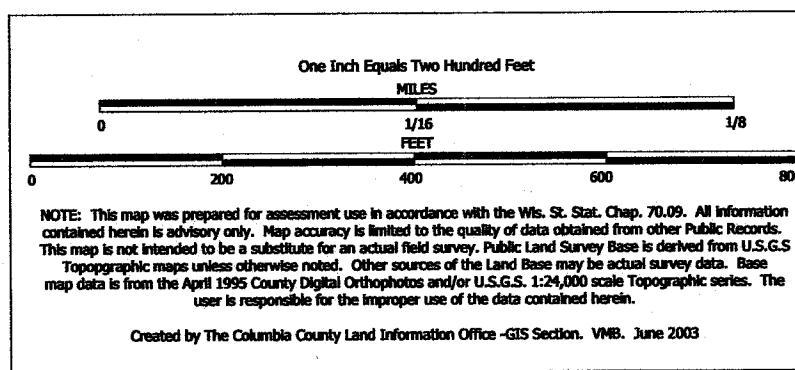 One Inch Equals Two Hundred Feet
MILES
0 1/16 1/8
FEET
0 200 400 600 80
NOTE: This map was prepared for assessment use in accordance with the Wis. St. Stat. Chap. 70.09. All information
contained herein is advisory only. Map accuracy is limited to the quality of data obtained from other Public Records.
This map is not intended to be a substitute for an actual field survey. Public Land Survey Base is derived from U.S.G.S
Topopgraphic maps unless otherwise noted. Other sources of the Land Base may be actual survey data. Base
map data is from the April 1995 County Digital Orthophotos and/or U.S.G.S. 1:24,000 scale Topographic series. The
user is responsible for the improper use of the data contained herein.
Created by The Columbia County Land Information Office -GIS Section. VMB. June 2003